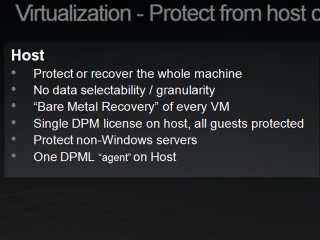 Virtualization - Protect from host o
Host
Protect or recover the whole machine
No data selectability / granularity
“Bare Metal Recovery” of every VM
Single DPM license on host, all guests protected
Protect non-Windows servers
One DPML “agent” on Host